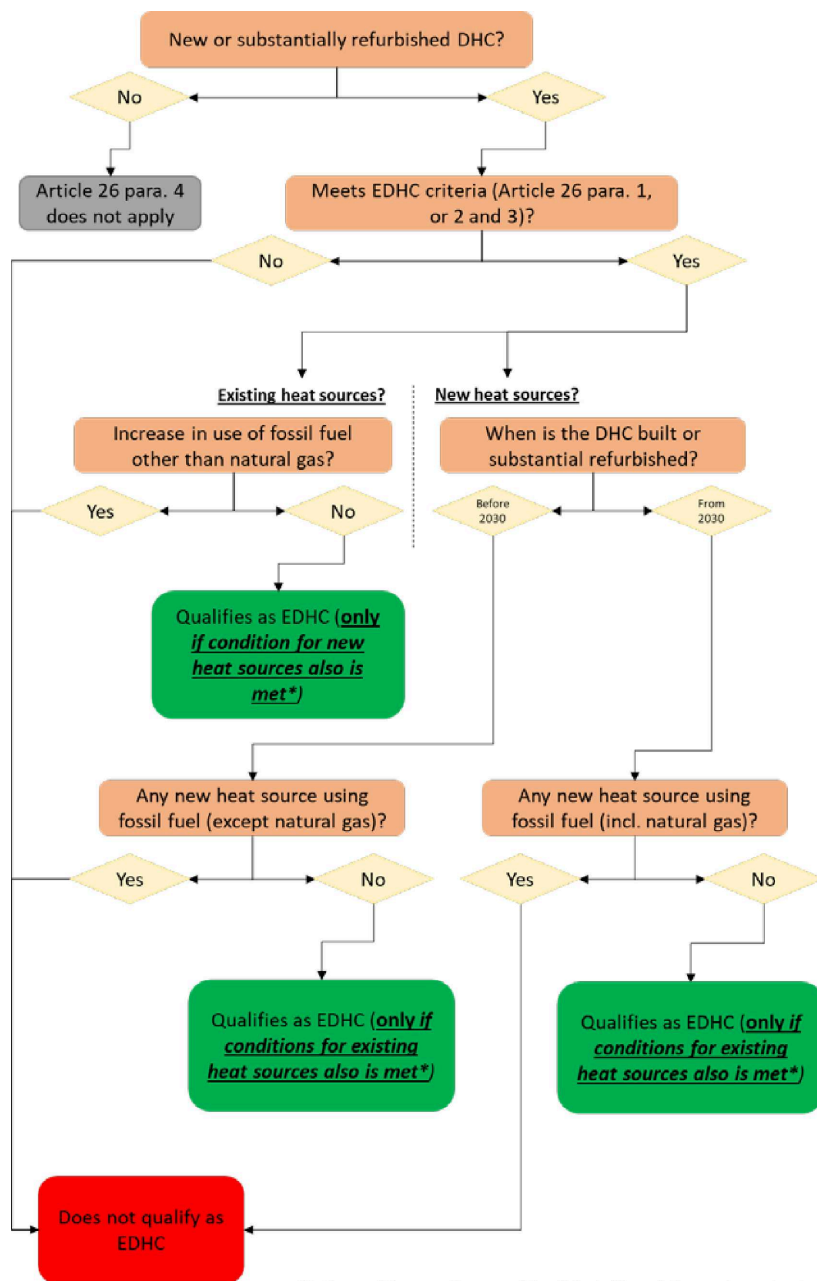 New or substantially refurbished DHC?
No
Yes
Article 26 para. 4
does not apply
Meets EDHC criteria (Article 26 para. 1,
or 2 and 3)?
No
Yes
Existing heat sources?
New heat sources?
Increase in use of fossil fuel
other than natural gas?
When is the DHC built or
substantial refurbished?
Yes
No
Before
2030
From
2030
Qualifies as EDHC (only
if condition for new
heat sources also is
met*)
Any new heat source using
fossil fuel (except natural gas)?
Any new heat source using
fossil fuel (incl. natural gas)?
Yes
No
Yes
No
Qualifies as EDHC (only if
conditions for existing
heat sources also is met*)
Qualifies as EDHC (only if
conditions for existing
heat sources also is met*)
Does not qualify as
EDHC